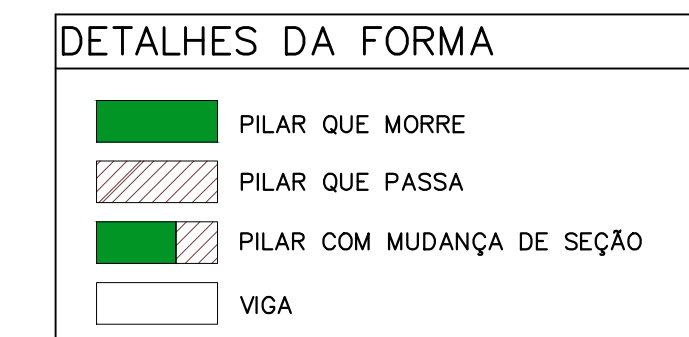 DETALHES DA FORMA
PILAR QUE MORRE
PILAR QUE PASSA
PILAR COM MUDANÇA DE SEÇÃO
VIGA